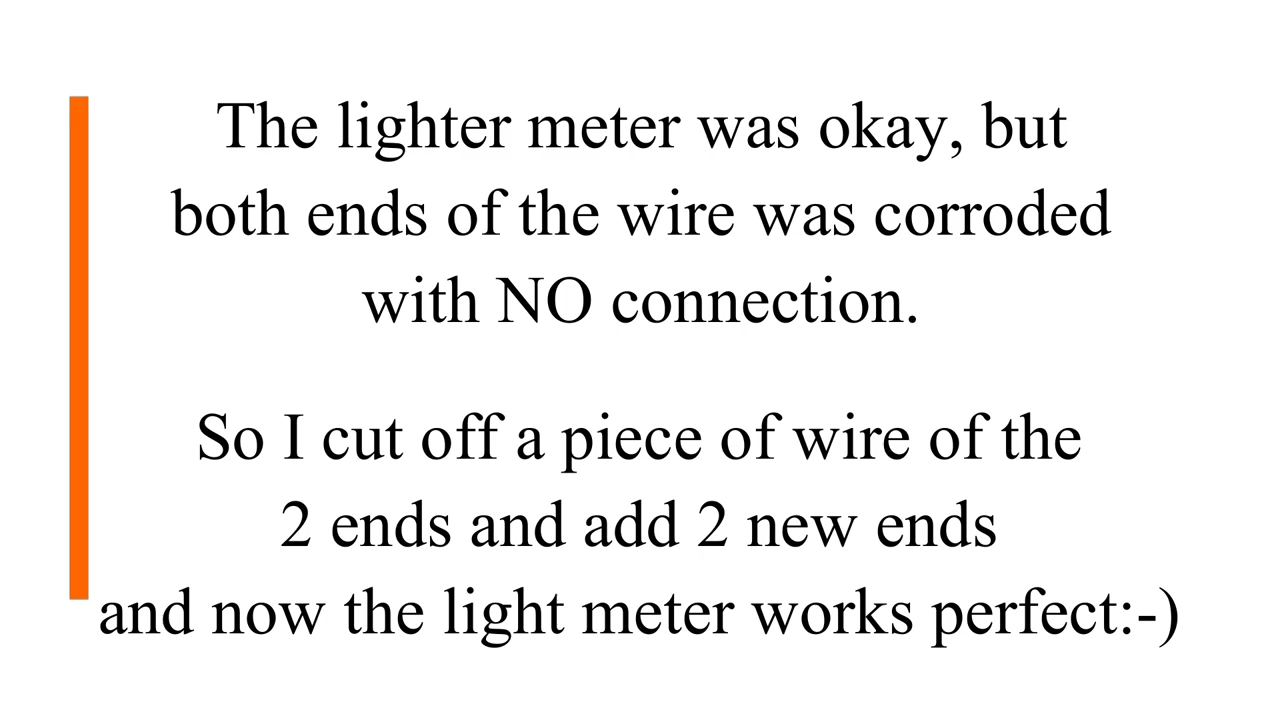 The lighter meter was okay, but
both ends of the wire was corroded
with NO connection.
So I cut off a piece of wire of the
2 ends and add 2 new ends
and now the light meter works perfect:-)